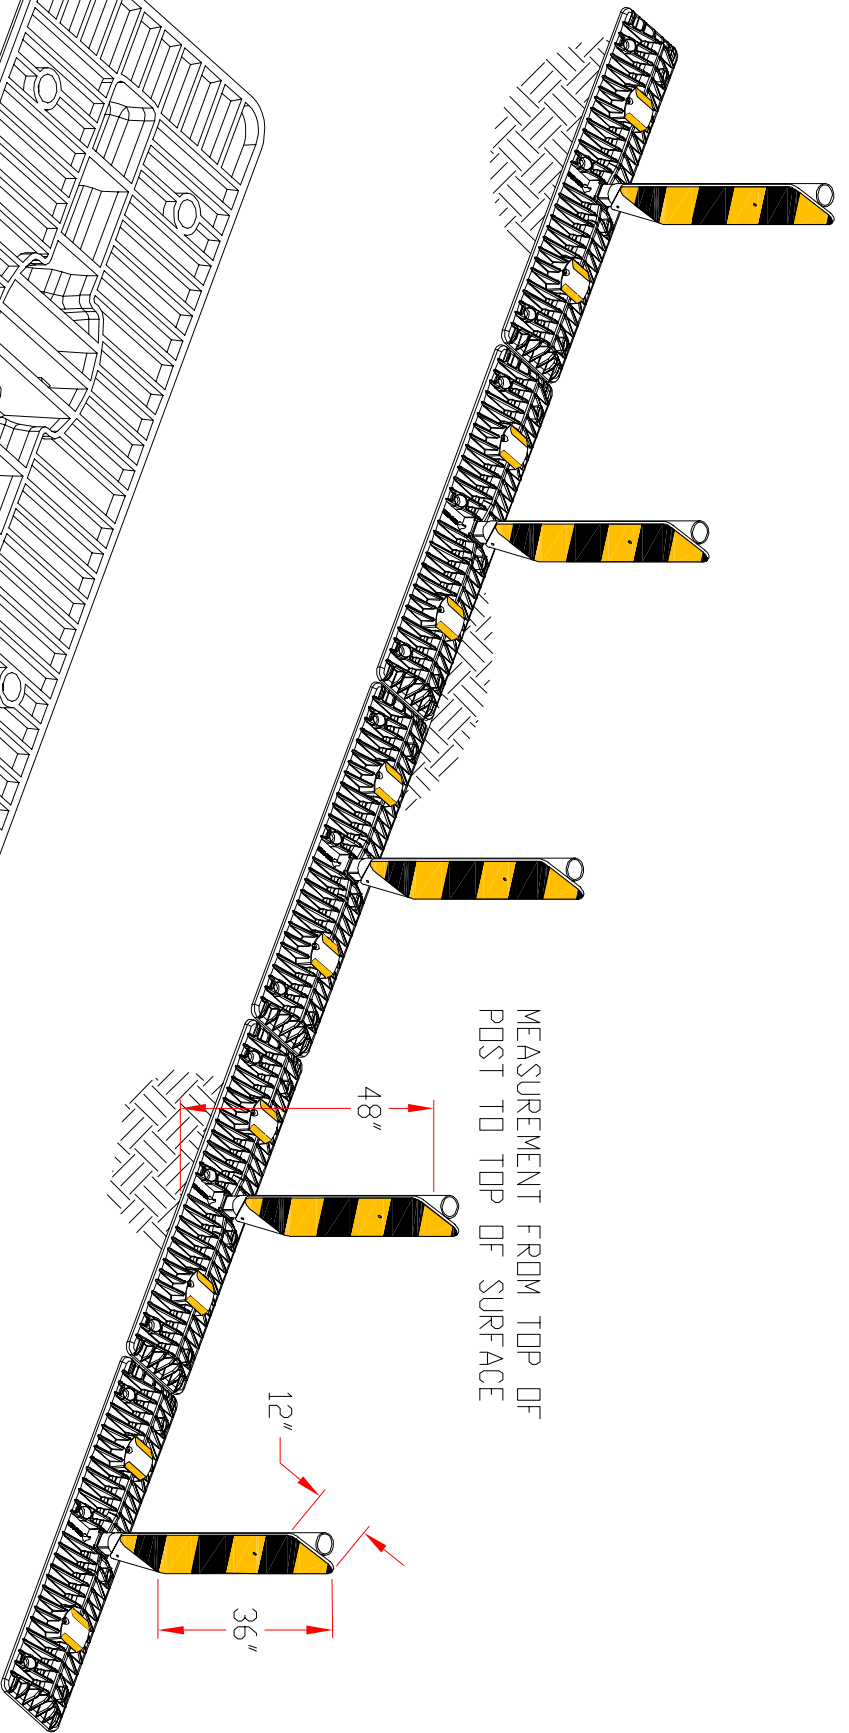 MEASUREMENT FROM TOP OF
POST TO TOP OF SURFACE
48"
12"
36"